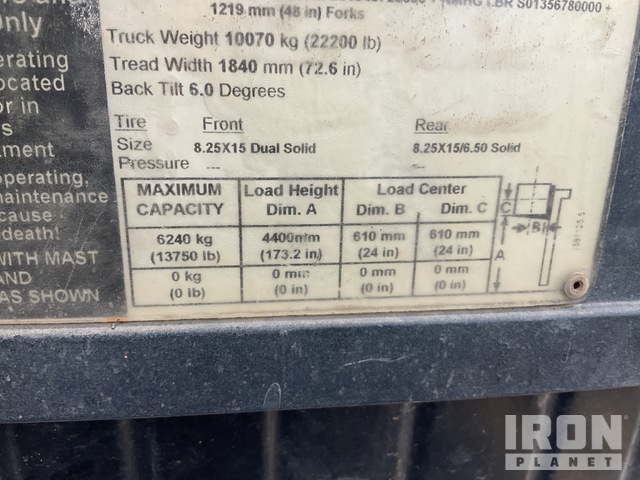 Only
erating
ocated
or in
s
tment
operating,
maintenance
cause
death!
WITH MAST
AND
AS SHOWN
1219 mm (48 in) Forks
BR S01356780000 +
Truck Weight 10070 kg (22200 lb)
Tread Width 1840 mm (72.6 in)
Back Tilt 6.0 Degrees
Tire Front Rear
Size 8.25X15 Dual Solid 8.25X15/6.50 Solid
Pressure --- ---
MAXIMUM CAPACITY Load Height Dim. A Load Center Dim. B Dim. C
6240 kg 4400mm 610 mm 610 mm
(13750 lb) (173.2 in) (24 in) (24 in)
0 kg 0 mm 0 mm 0 mm
(0 lb) (0 in) (0 in) (0 in)
C
B
A
IRON
PLANET